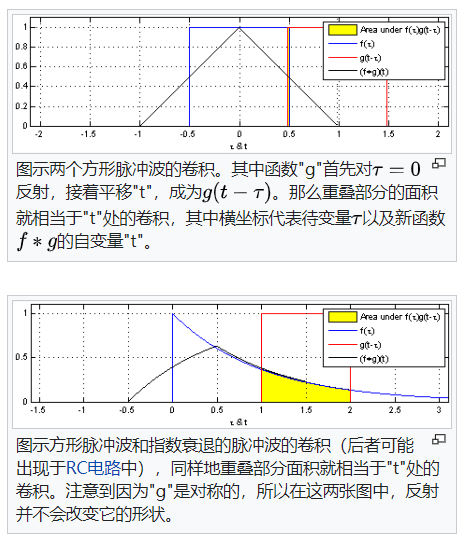 1
0.8
0.6
0.4
0.2
0
-2 -1.5 -1 -0.5 0 0.5 1 1.5 2
τ & t
Area under f(τ)g(t-τ)
f(τ)
g(t-τ)
(f∗g)(t)
图示两个方形脉冲波的卷积。其中函数"g"首先对τ = 0
反射，接着平移"t"，成为g(t − τ)。那么重叠部分的面积
就相当于"t"处的卷积，其中横坐标代表待变量τ以及新函数
f ∗ g的自变量"t"。
1
0.5
0
-1.5 -1 -0.5 0 0.5 1 1.5 2 2.5 3
τ & t
Area under f(τ)g(t-τ)
f(τ)
g(t-τ)
(f∗g)(t)
图示方形脉冲波和指数衰退的脉冲波的卷积（后者可能
出现于RC电路中），同样地重叠部分面积就相当于"t"处的
卷积。注意到因为"g"是对称的，所以在这两张图中，反射
并不会改变它的形状。